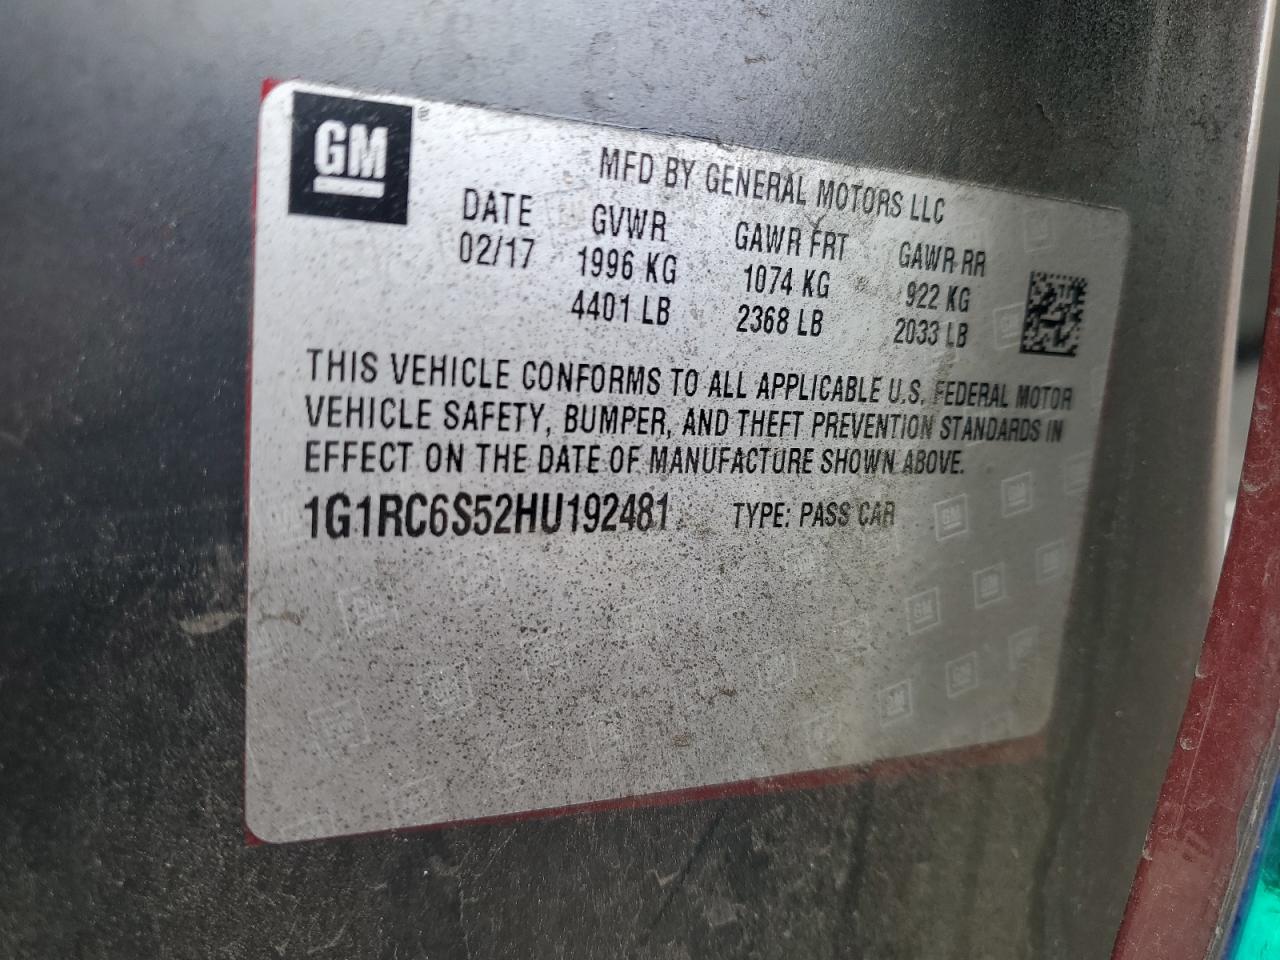 GM
MFD BY GENERAL MOTORS LLC
DATE GVWR GAWR FRT GAWR RR
02/17 1996 KG 1074 KG 922 KG
4401 LB 2368 LB 2033 LB
THIS VEHICLE CONFORMS TO ALL APPLICABLE U.S. FEDERAL MOTOR
VEHICLE SAFETY, BUMPER, AND THEFT PREVENTION STANDARDS IN
EFFECT ON THE DATE OF MANUFACTURE SHOWN ABOVE.
1G1RC6S52HU192481 TYPE: PASS CAR